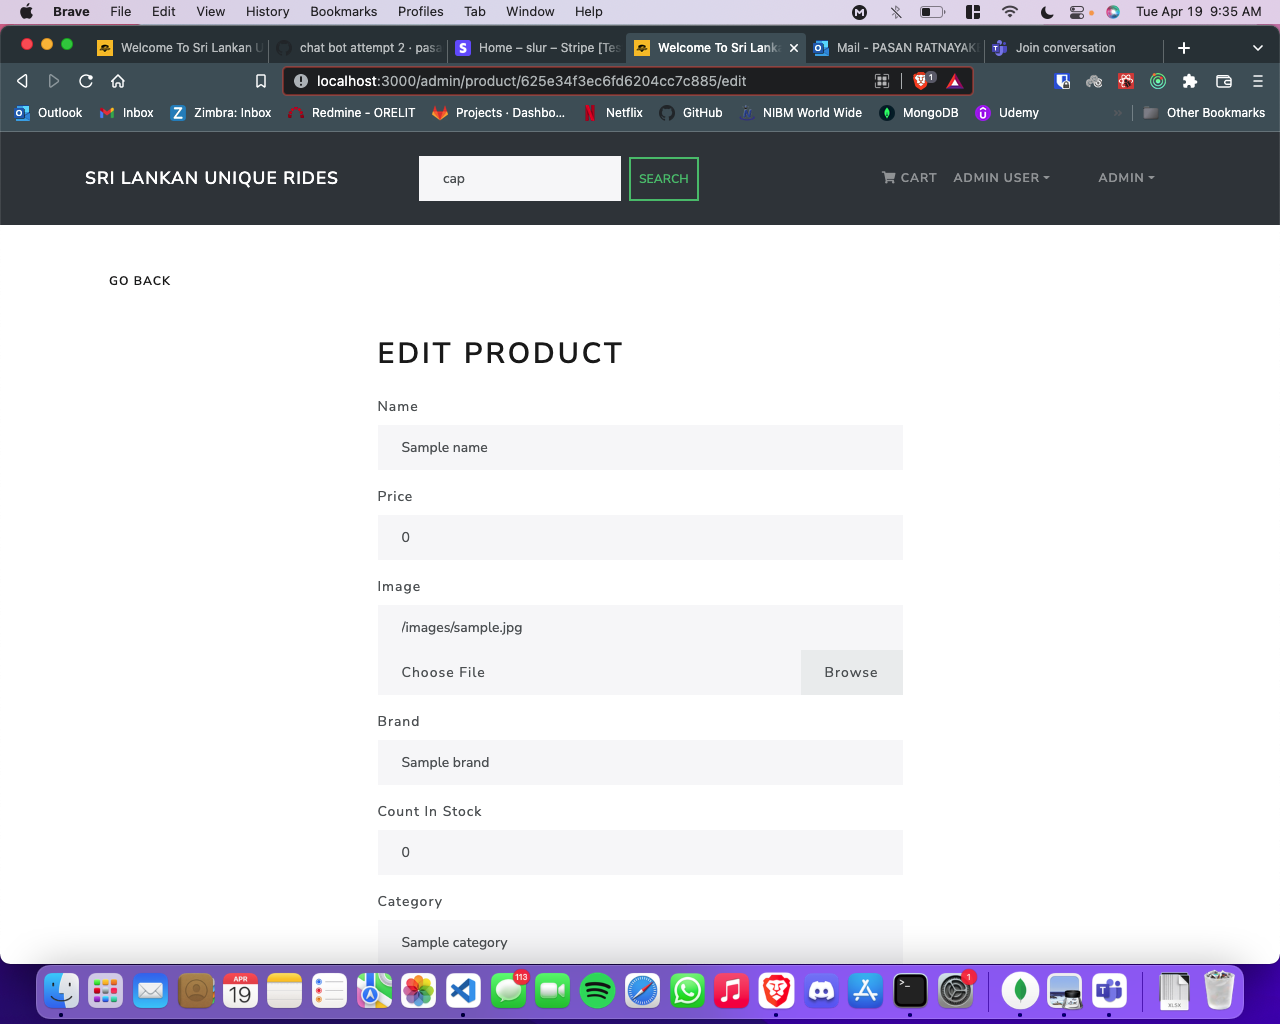 Brave File Edit View History Bookmarks Profiles Tab Window Help Tue Apr 19 9:35 AM
Welcome To Sri Lankan U chat bot attempt 2 · pasa Home – slur – Stripe [Tes Welcome To Sri Lank Mail - PASAN RATNAYAK Join conversation
localhost:3000/admin/product/625e34f3ec6fd6204cc7c885/edit 1
Outlook Inbox Zimbra: Inbox Redmine - ORELIT Projects · Dashbo... Netflix GitHub NIBM World Wide MongoDB Udemy » Other Bookmarks
SRI LANKAN UNIQUE RIDES cap SEARCH CART ADMIN USER ADMIN
GO BACK
EDIT PRODUCT
Name
Sample name
Price
0
Image
/images/sample.jpg
Choose File Browse
Brand
Sample brand
Count In Stock
0
Category
Sample category
APR 113 1
19 XLSX